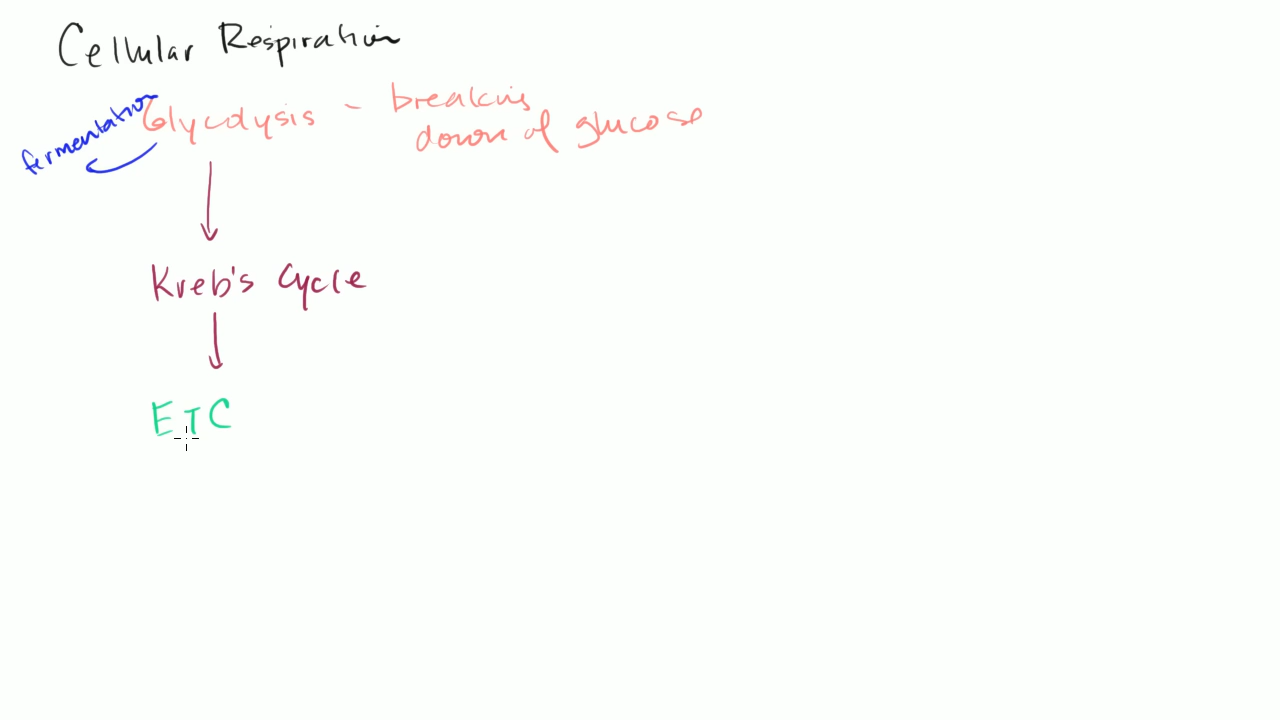 Cellular Respiration
fermentation
Glycolysis - breaking
down of glucose
Kreb's Cycle
ETC